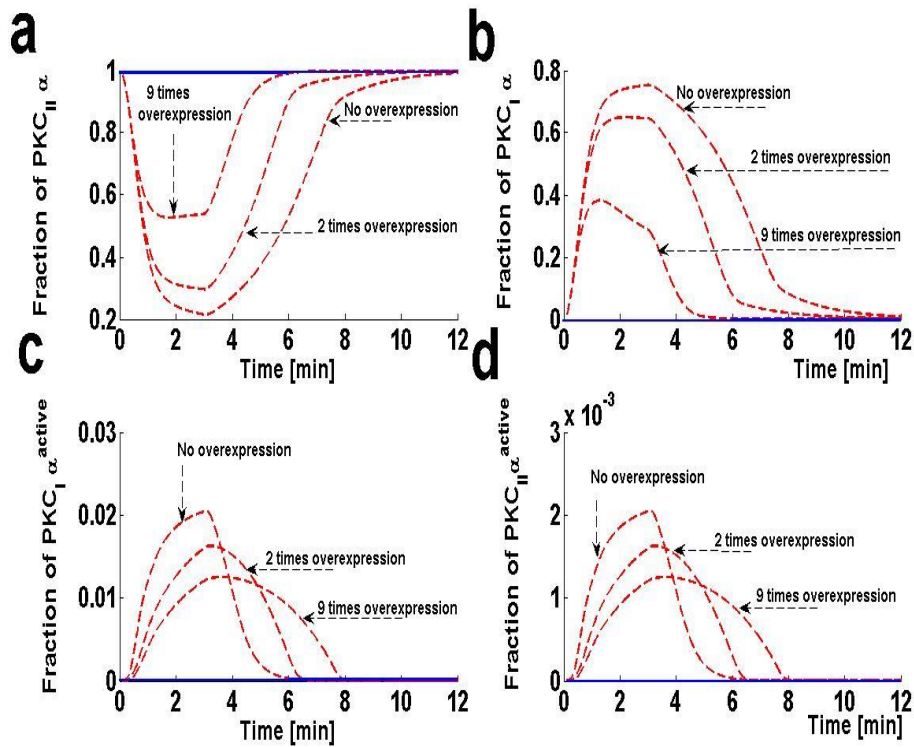 a
Fraction of PKC_II α
1
0.8
0.6
0.4
0.2
9 times
overexpression
No overexpression
2 times overexpression
0 2 4 6 8 10 12
Time [min]
b
Fraction of PKC_I α
0.8
0.6
0.4
0.2
0
No overexpression
2 times overexpression
9 times overexpression
0 2 4 6 8 10 12
Time [min]
c
Fraction of PKC_I α^active
0.03
0.02
0.01
0
No overexpression
2 times overexpression
9 times overexpression
0 2 4 6 8 10 12
Time [min]
d
x 10^-3
Fraction of PKC_II α^active
3
2
1
0
No overexpression
2 times overexpression
9 times overexpression
0 2 4 6 8 10 12
Time [min]